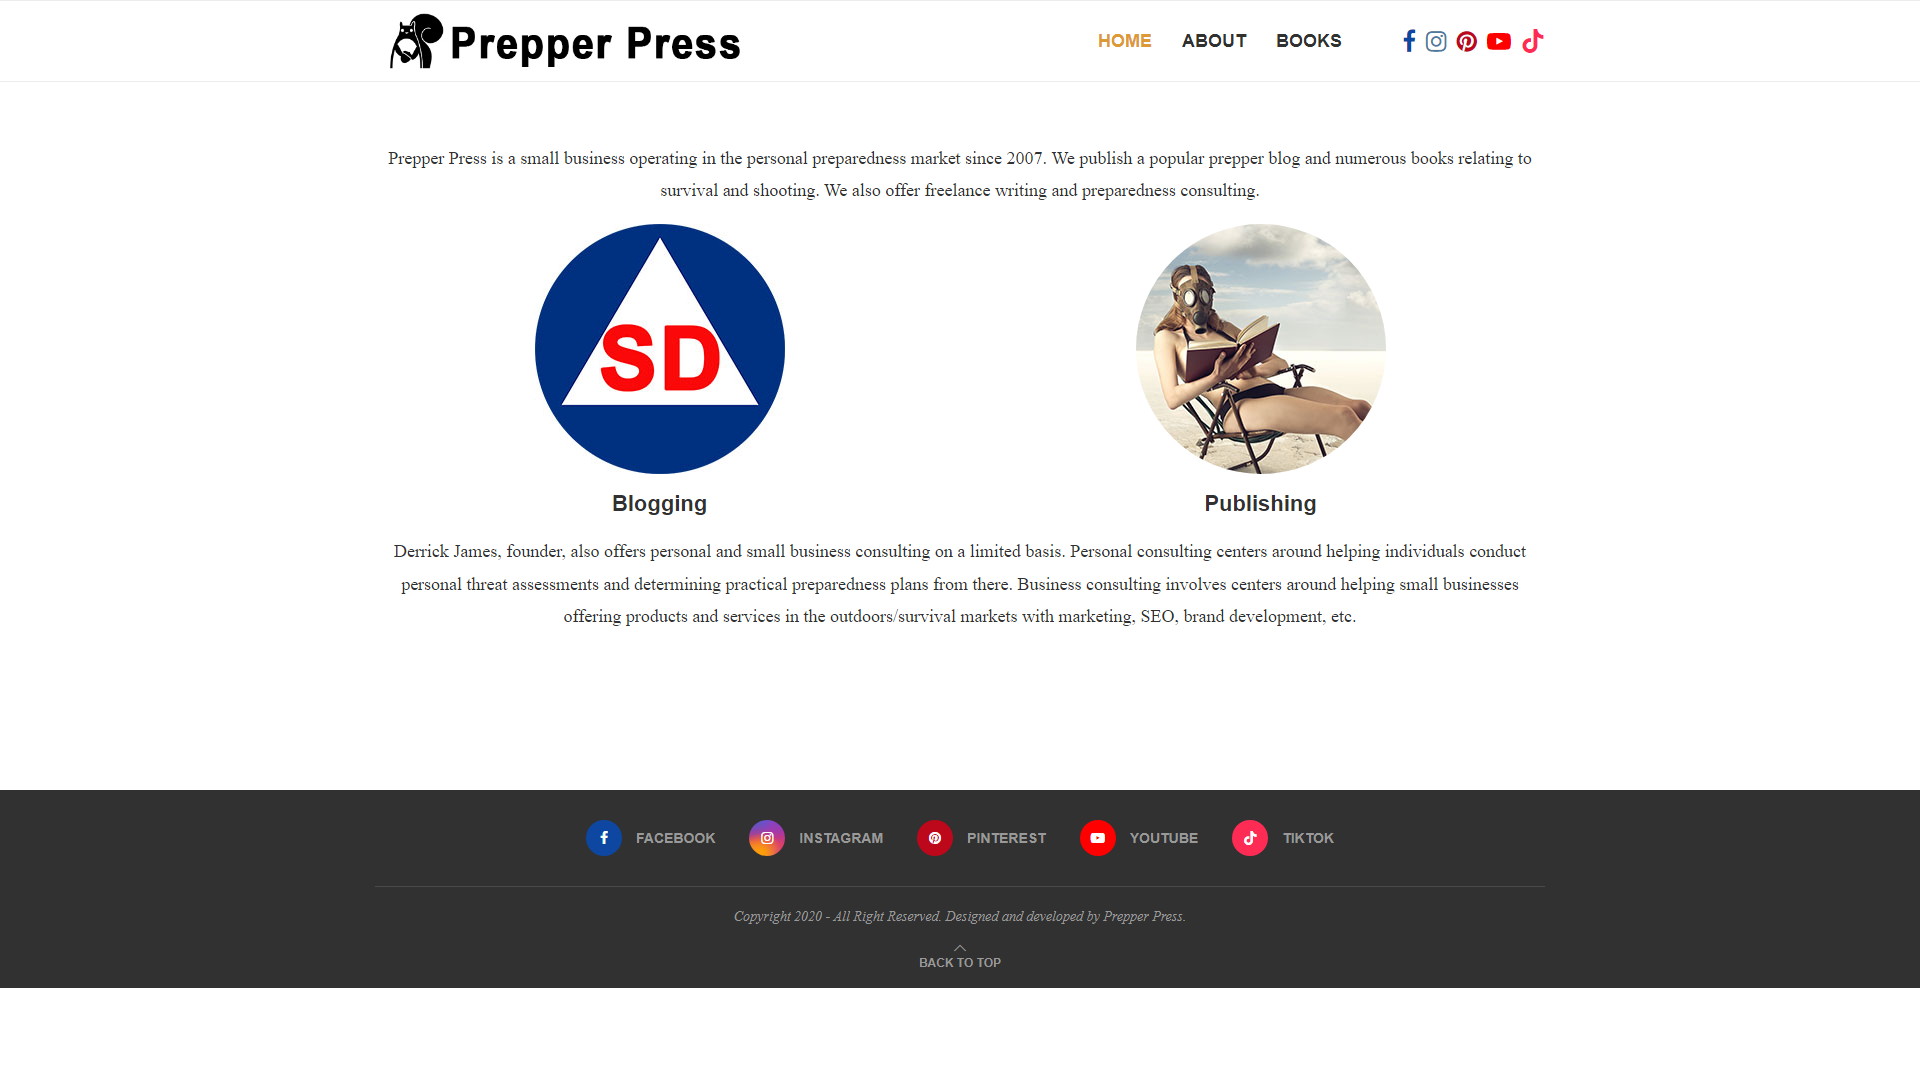 Prepper Press
HOME ABOUT BOOKS
Prepper Press is a small business operating in the personal preparedness market since 2007. We publish a popular prepper blog and numerous books relating to
survival and shooting. We also offer freelance writing and preparedness consulting.
SD
Blogging
Publishing
Derrick James, founder, also offers personal and small business consulting on a limited basis. Personal consulting centers around helping individuals conduct
personal threat assessments and determining practical preparedness plans from there. Business consulting involves centers around helping small businesses
offering products and services in the outdoors/survival markets with marketing, SEO, brand development, etc.
FACEBOOK INSTAGRAM PINTEREST YOUTUBE TIKTOK
Copyright 2020 - All Right Reserved. Designed and developed by Prepper Press.
BACK TO TOP